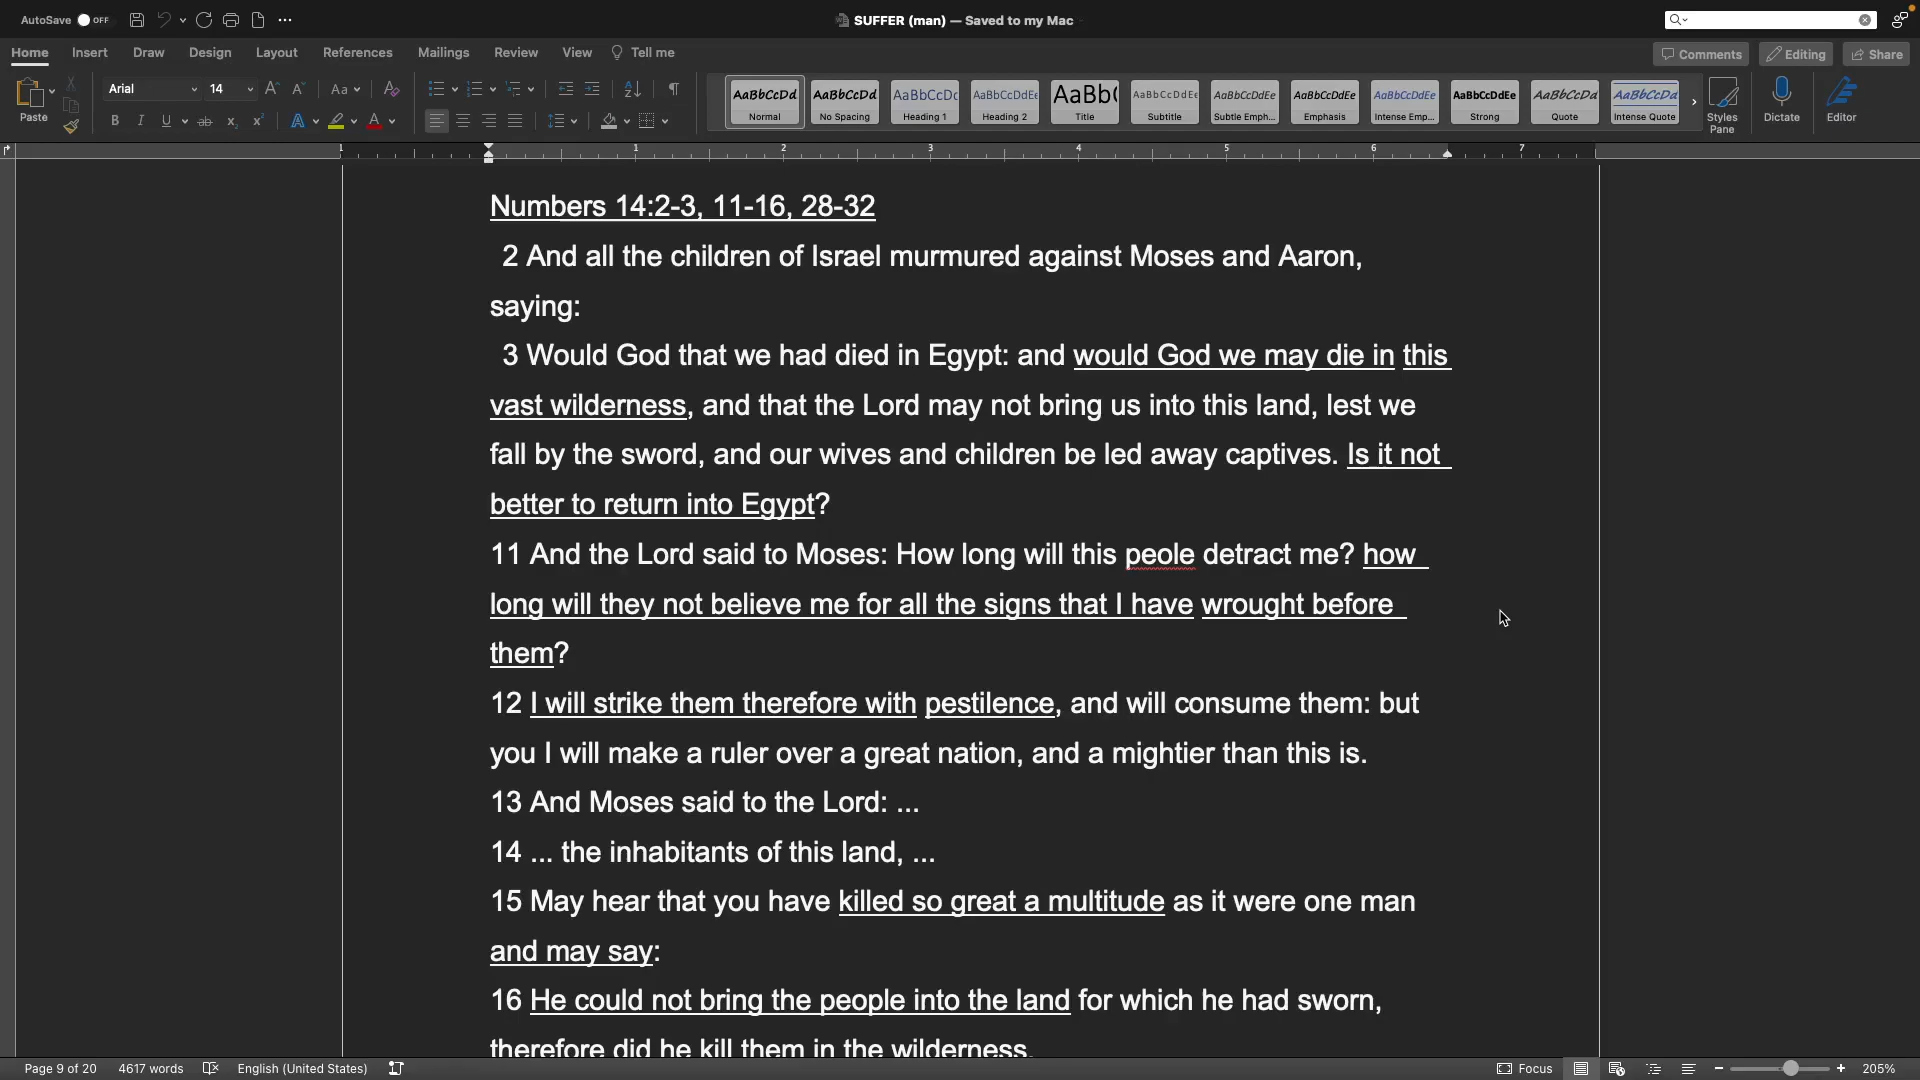 AutoSave OFF
SUFFER (man) — Saved to my Mac
Home Insert Draw Design Layout References Mailings Review View Tell me
Comments Editing Share
Paste
Arial 14
Aa
AaBbCcDd AaBbCcDd AaBbCcDc AaBbCcDdEe AaBb( AaBbCcDdEe AaBbCcDdEe AaBbCcDdEe AaBbCcDdEe AaBbCcDdEe AaBbCcDd AaBbCcDd
Normal No Spacing Heading 1 Heading 2 Title Subtitle Subtle Emph... Emphasis Intense Emp... Strong Quote Intense Quote
Styles Pane
Dictate
Editor
1 1 2 3 4 5 6 7
Numbers 14:2-3, 11-16, 28-32
2 And all the children of Israel murmured against Moses and Aaron,
saying:
3 Would God that we had died in Egypt: and would God we may die in this
vast wilderness, and that the Lord may not bring us into this land, lest we
fall by the sword, and our wives and children be led away captives. Is it not
better to return into Egypt?
11 And the Lord said to Moses: How long will this peole detract me? how
long will they not believe me for all the signs that I have wrought before
them?
12 I will strike them therefore with pestilence, and will consume them: but
you I will make a ruler over a great nation, and a mightier than this is.
13 And Moses said to the Lord: ...
14 ... the inhabitants of this land, ...
15 May hear that you have killed so great a multitude as it were one man
and may say:
16 He could not bring the people into the land for which he had sworn,
therefore did he kill them in the wilderness.
Page 9 of 20 4617 words English (United States) Focus 205%